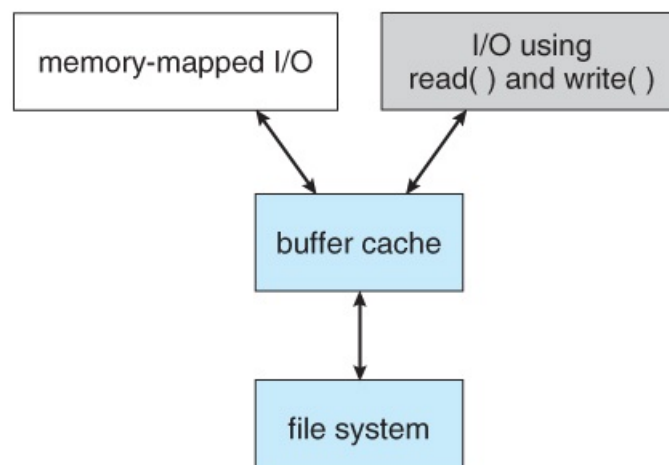 memory-mapped I/O
I/O using
read( ) and write( )
buffer cache
file system